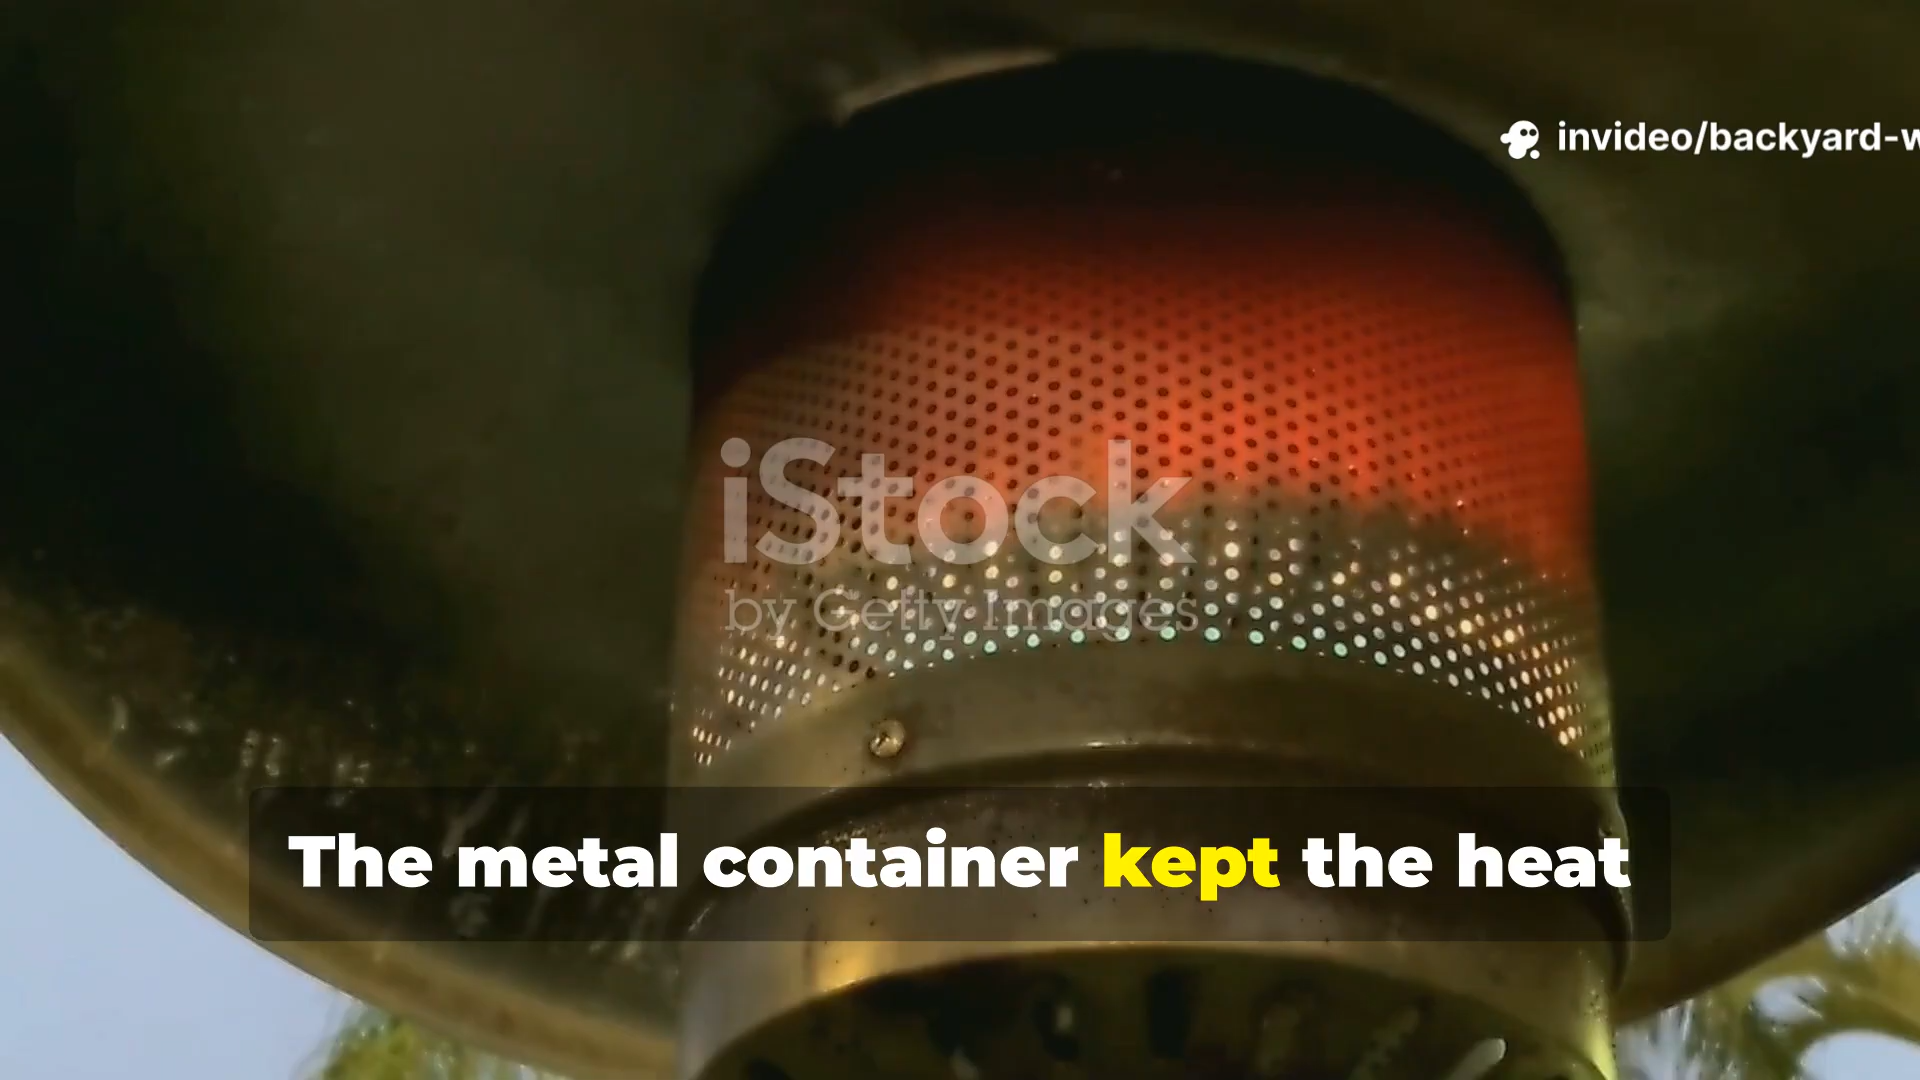 invideo/backyard-w
iStock
by Getty Images
The metal container kept the heat